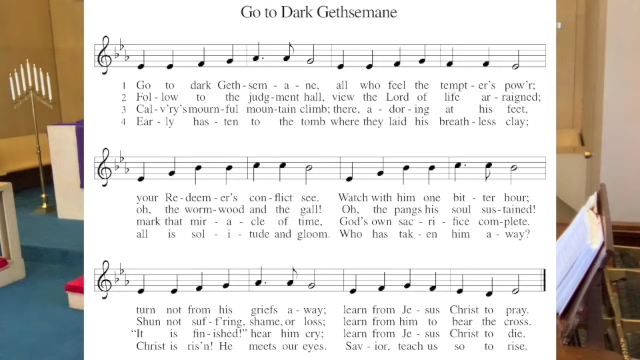 Go to Dark Gethsemane
1 Go to dark Geth-sem-a-ne, all who feel the tempt-er's pow'r;
2 Fol-low to the judg-ment hall, view the Lord of life ar-raigned;
3 Cal-v'ry's mourn-ful moun-tain climb; there, a-dor-ing at his feet,
4 Ear-ly has-ten to the tomb where they laid his breath-less clay;
your Re-deem-er's con-flict see. Watch with him one bit-ter hour;
oh, the worm-wood and the gall! Oh, the pangs his soul sus-tained!
mark that mir-a-cle of time, God's own sac-ri-fice com-plete.
all is sol-i-tude and gloom. Who has tak-en him a-way?
turn not from his griefs a-way; learn from Je-sus Christ to pray.
Shun not suf-f'ring, shame, or loss; learn from him to bear the cross.
"It is fin-ished!" hear him cry; learn from Je-sus Christ to die.
Christ is ris'n! He meets our eyes. Sav-ior, teach us so to rise.